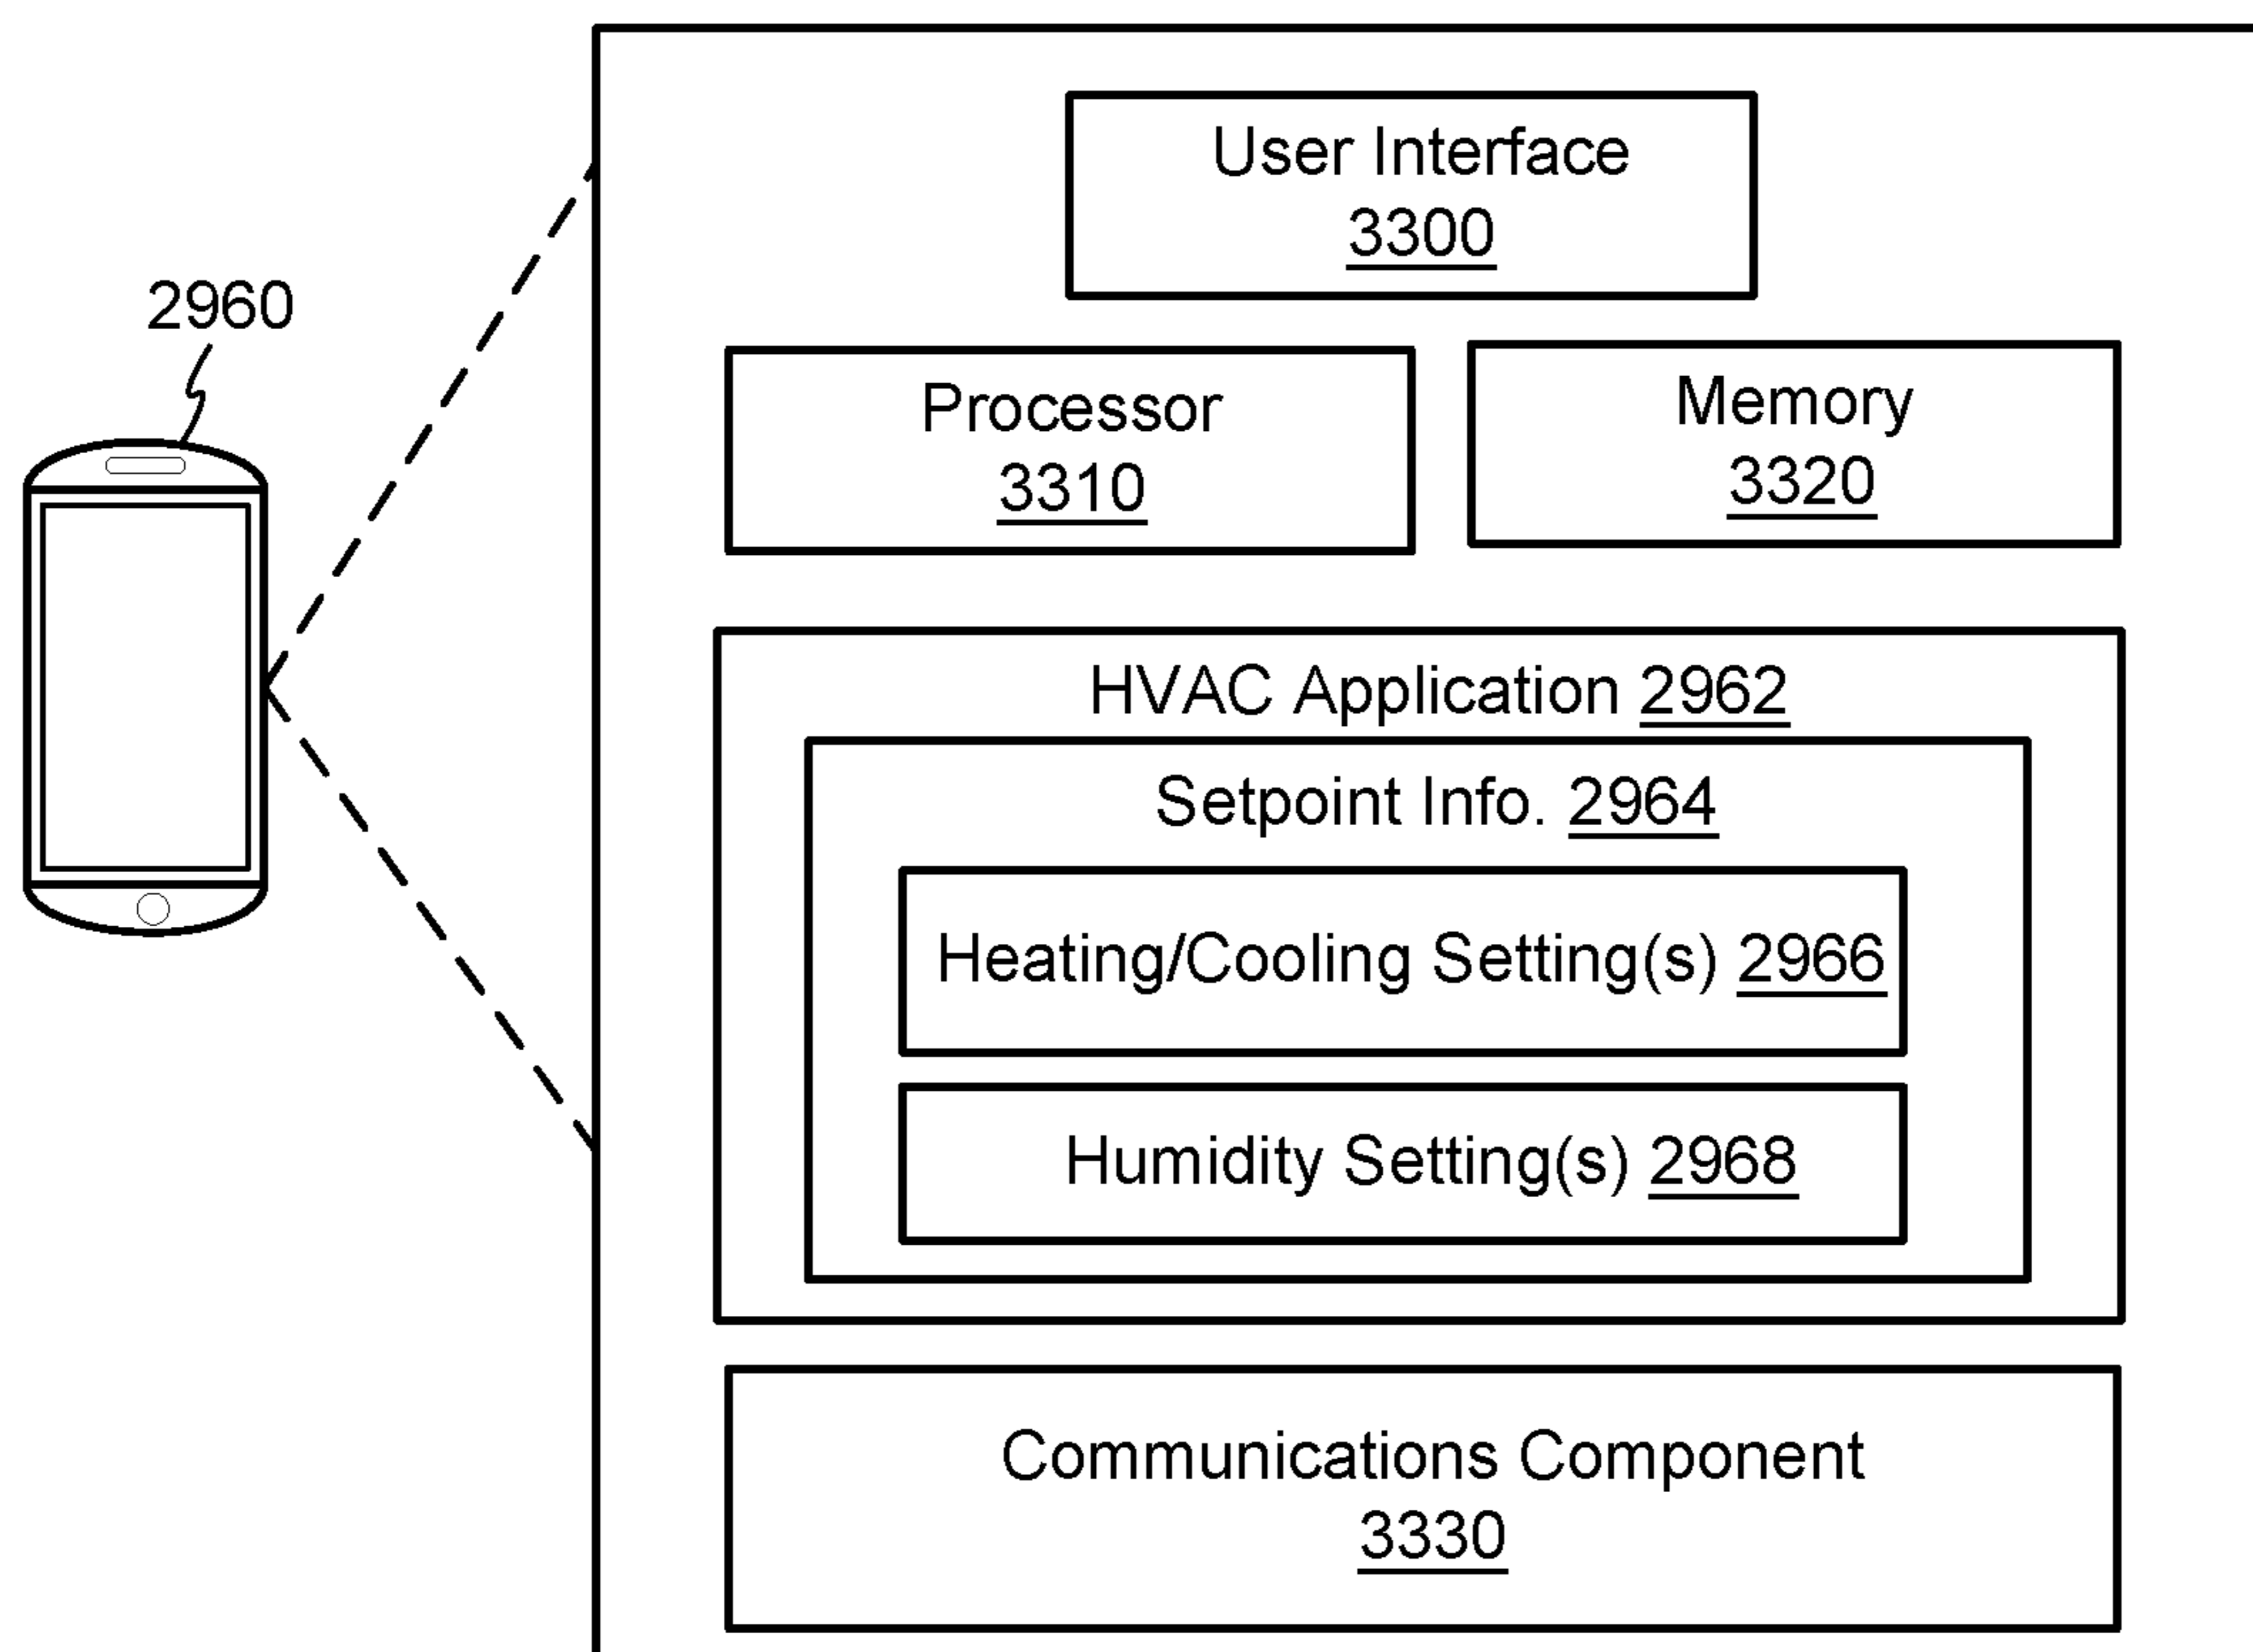 2960
User Interface
3300
Processor
3310
Memory
3320
HVAC Application 2962
Setpoint Info. 2964
Heating/Cooling Setting(s) 2966
Humidity Setting(s) 2968
Communications Component
3330